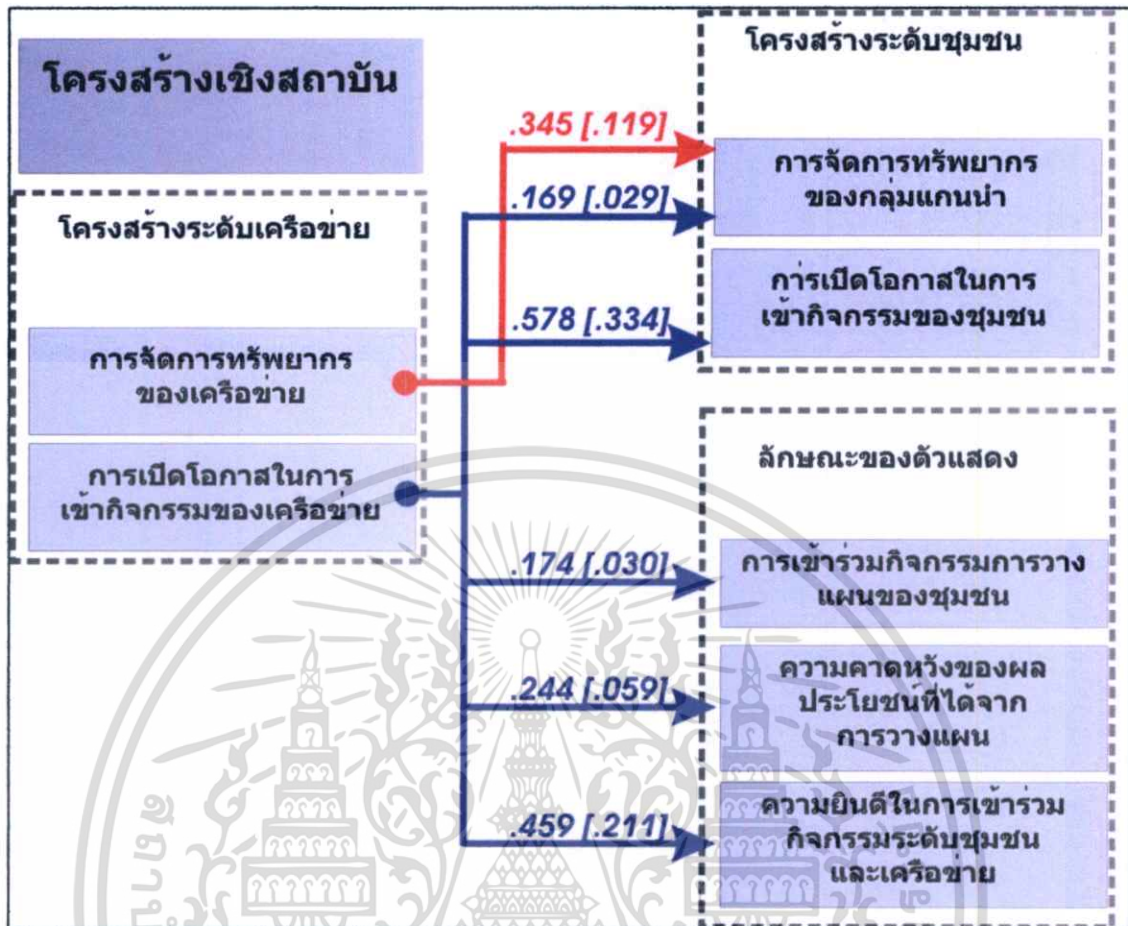 โครงสร้างเชิงสถาบัน
โครงสร้างระดับเครือข่าย
การจัดการทรัพยากร
ของเครือข่าย
การเปิดโอกาสในการ
เข้ากิจกรรมของเครือข่าย
.345 [.119]
.169 [.029]
.578 [.334]
.174 [.030]
.244 [.059]
.459 [.211]
โครงสร้างระดับชุมชน
การจัดการทรัพยากร
ของกลุ่มแกนนำ
การเปิดโอกาสในการ
เข้ากิจกรรมของชุมชน
ลักษณะของตัวแสดง
การเข้าร่วมกิจกรรมการวาง
แผนของชุมชน
ความคาดหวังของผล
ประโยชน์ที่ได้จาก
การวางแผน
ความยินดีในการเข้าร่วม
กิจกรรมระดับชุมชน
และเครือข่าย